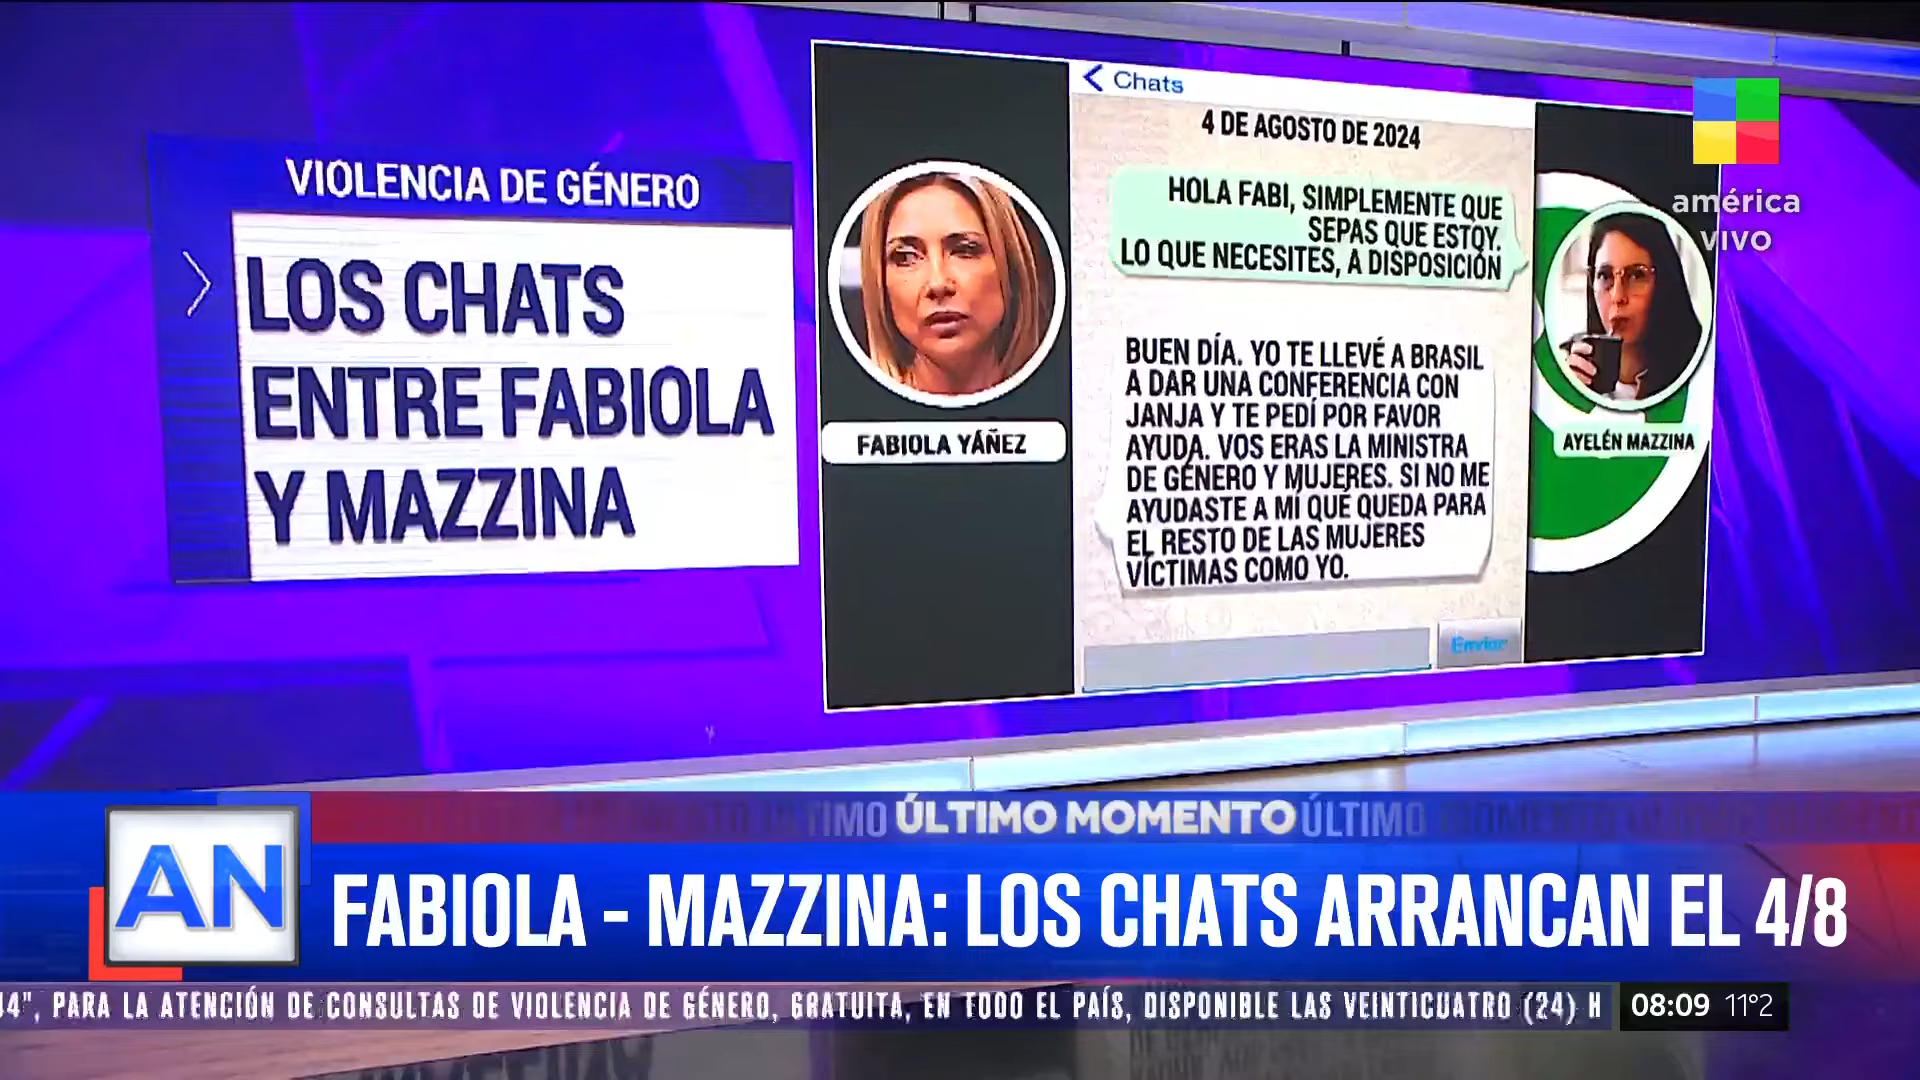 VIOLENCIA DE GÉNERO
LOS CHATS
ENTRE FABIOLA
Y MAZZINA
FABIOLA YÁÑEZ
Chats
4 DE AGOSTO DE 2024
HOLA FABI, SIMPLEMENTE QUE
SEPAS QUE ESTOY.
LO QUE NECESITES, A DISPOSICIÓN
BUEN DÍA. YO TE LLEVÉ A BRASIL
A DAR UNA CONFERENCIA CON
JANJA Y TE PEDÍ POR FAVOR
AYUDA. VOS ERAS LA MINISTRA
DE GÉNERO Y MUJERES. SI NO ME
AYUDASTE A MÍ QUÉ QUEDA PARA
EL RESTO DE LAS MUJERES
VÍCTIMAS COMO YO.
Enviar
AYELÉN MAZZINA
américa
VIVO
ÚLTIMO MOMENTO ÚLTIMO
AN
FABIOLA - MAZZINA: LOS CHATS ARRANCAN EL 4/8
44", PARA LA ATENCIÓN DE CONSULTAS DE VIOLENCIA DE GÉNERO, GRATUITA, EN TODO EL PAÍS, DISPONIBLE LAS VEINTICUATRO (24) H
08:09 11°2